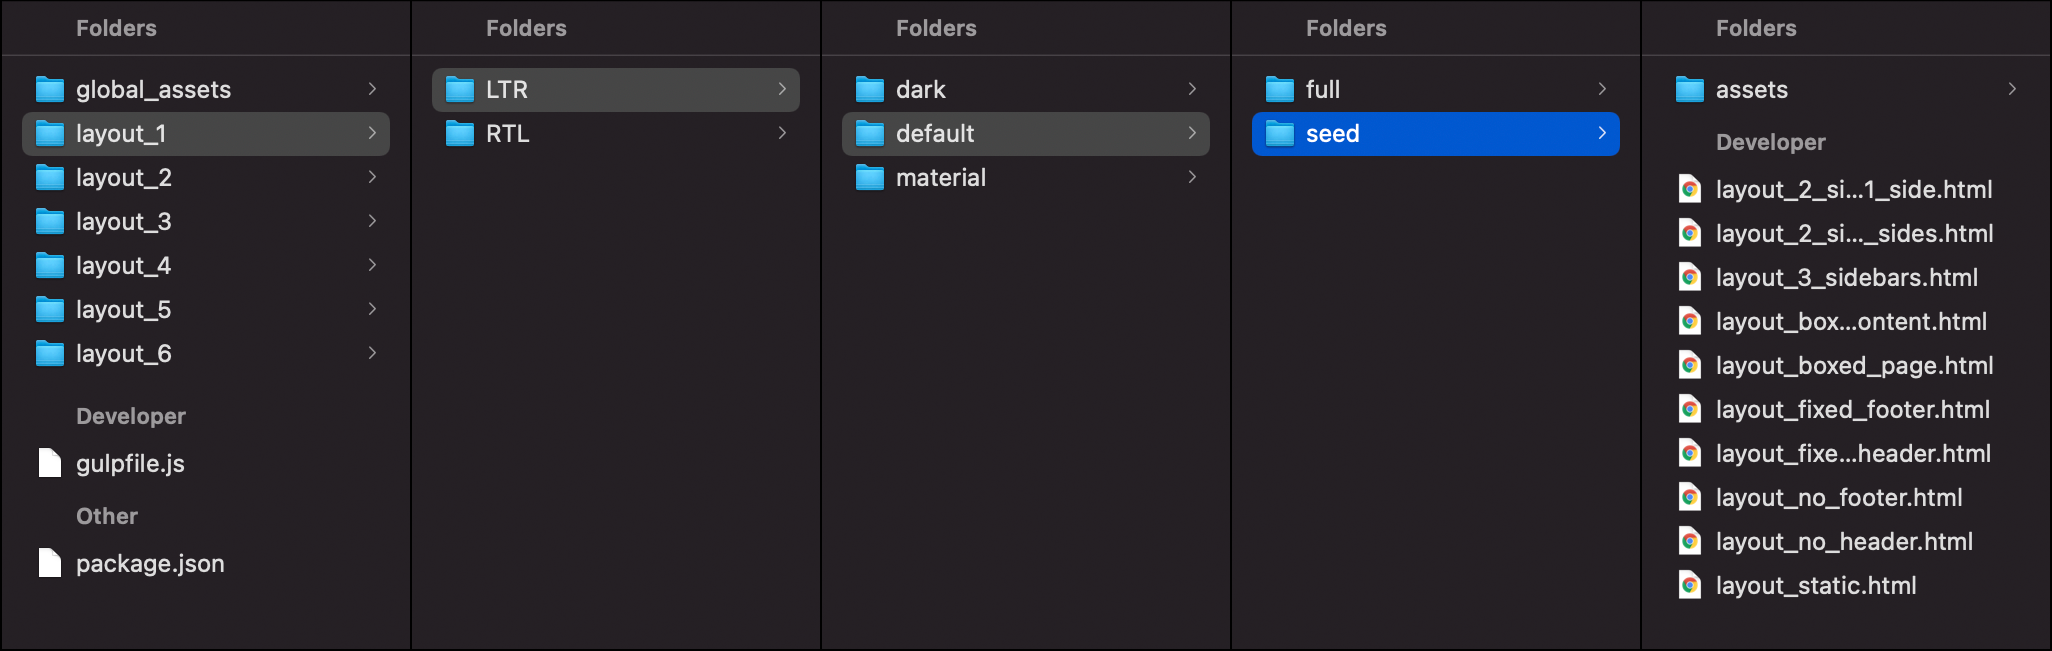 Folders
global_assets
layout_1
layout_2
layout_3
layout_4
layout_5
layout_6
Developer
gulpfile.js
Other
package.json
Folders
LTR
RTL
Folders
dark
default
material
Folders
full
seed
Folders
assets
Developer
layout_2_si...1_side.html
layout_2_si..._sides.html
layout_3_sidebars.html
layout_box...ontent.html
layout_boxed_page.html
layout_fixed_footer.html
layout_fixe...header.html
layout_no_footer.html
layout_no_header.html
layout_static.html